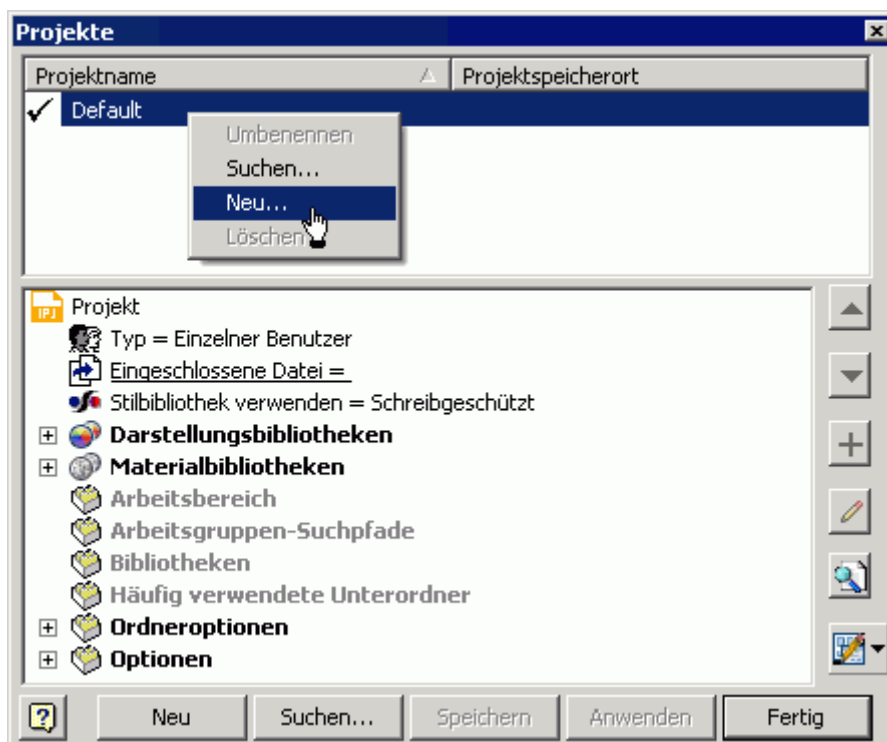 Projekte
Projektname Projektspeicherort
Default
Umbenennen
Suchen...
Neu...
Löschen
IPJ Projekt
Typ = Einzelner Benutzer
Eingeschlossene Datei =
Stilbibliothek verwenden = Schreibgeschützt
Darstellungsbibliotheken
Materialbibliotheken
Arbeitsbereich
Arbeitsgruppen-Suchpfade
Bibliotheken
Häufig verwendete Unterordner
Ordneroptionen
Optionen
Neu Suchen... Speichern Anwenden Fertig